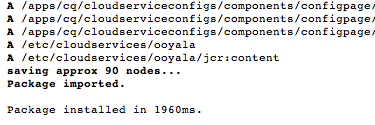 A /apps/cq/cloudserviceconfigs/components/configpage/
A /apps/cq/cloudserviceconfigs/components/configpage/
A /apps/cq/cloudserviceconfigs/components/configpage/
A /etc/cloudservices/ooyala
A /etc/cloudservices/ooyala/jcr:content
saving approx 90 nodes...
Package imported.
Package installed in 1960ms.